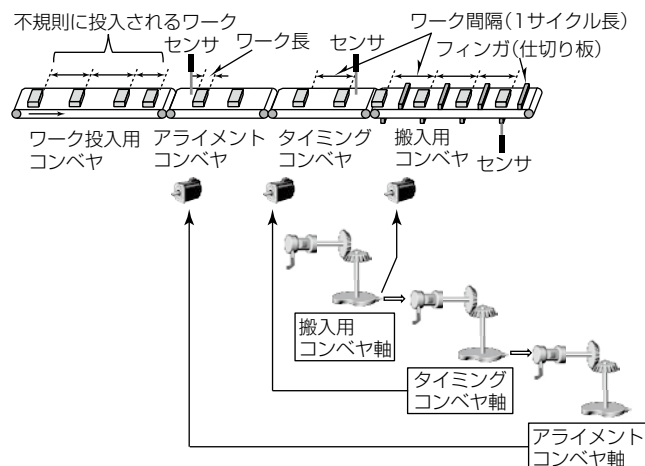 不規則に投入されるワーク
センサ
ワーク長
センサ
ワーク間隔(1サイクル長)
フィンガ(仕切り板)
ワーク投入用
コンベヤ
アライメント
コンベヤ
タイミング
コンベヤ
搬入用
コンベヤ
センサ
搬入用
コンベヤ軸
タイミング
コンベヤ軸
アライメント
コンベヤ軸